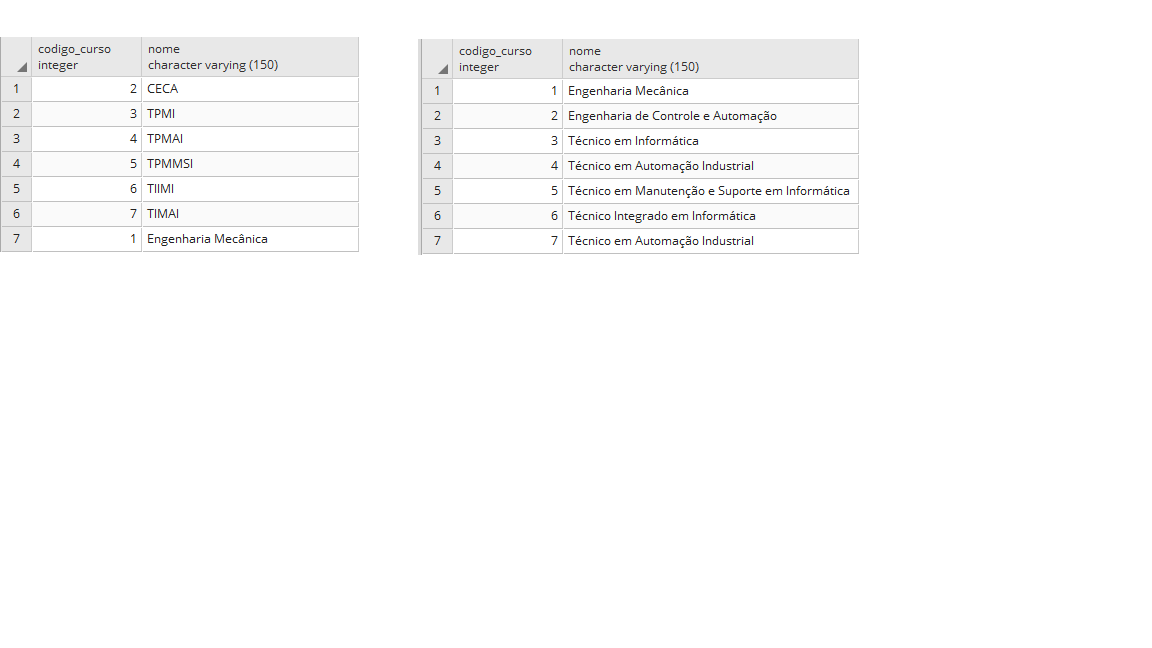 codigo_curso nome
integer character varying (150)
1 2 CECA
2 3 TPMI
3 4 TPMAI
4 5 TPMMSI
5 6 TIIMI
6 7 TIMAI
7 1 Engenharia Mecânica
codigo_curso nome
integer character varying (150)
1 1 Engenharia Mecânica
2 2 Engenharia de Controle e Automação
3 3 Técnico em Informática
4 4 Técnico em Automação Industrial
5 5 Técnico em Manutenção e Suporte em Informática
6 6 Técnico Integrado em Informática
7 7 Técnico em Automação Industrial